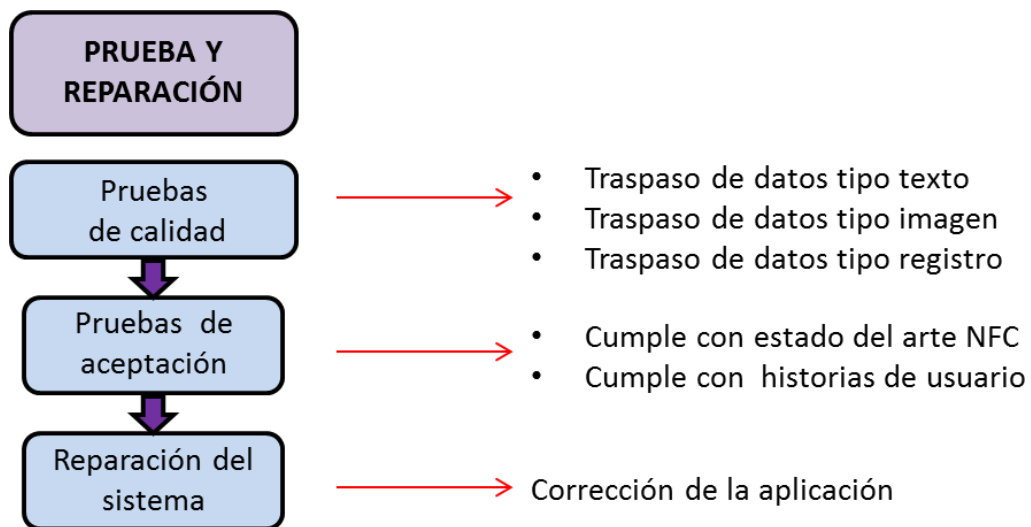 PRUEBA Y
REPARACIÓN
Pruebas
de calidad
• Traspaso de datos tipo texto
• Traspaso de datos tipo imagen
• Traspaso de datos tipo registro
Pruebas de
aceptación
• Cumple con estado del arte NFC
• Cumple con historias de usuario
Reparación del
sistema
Corrección de la aplicación